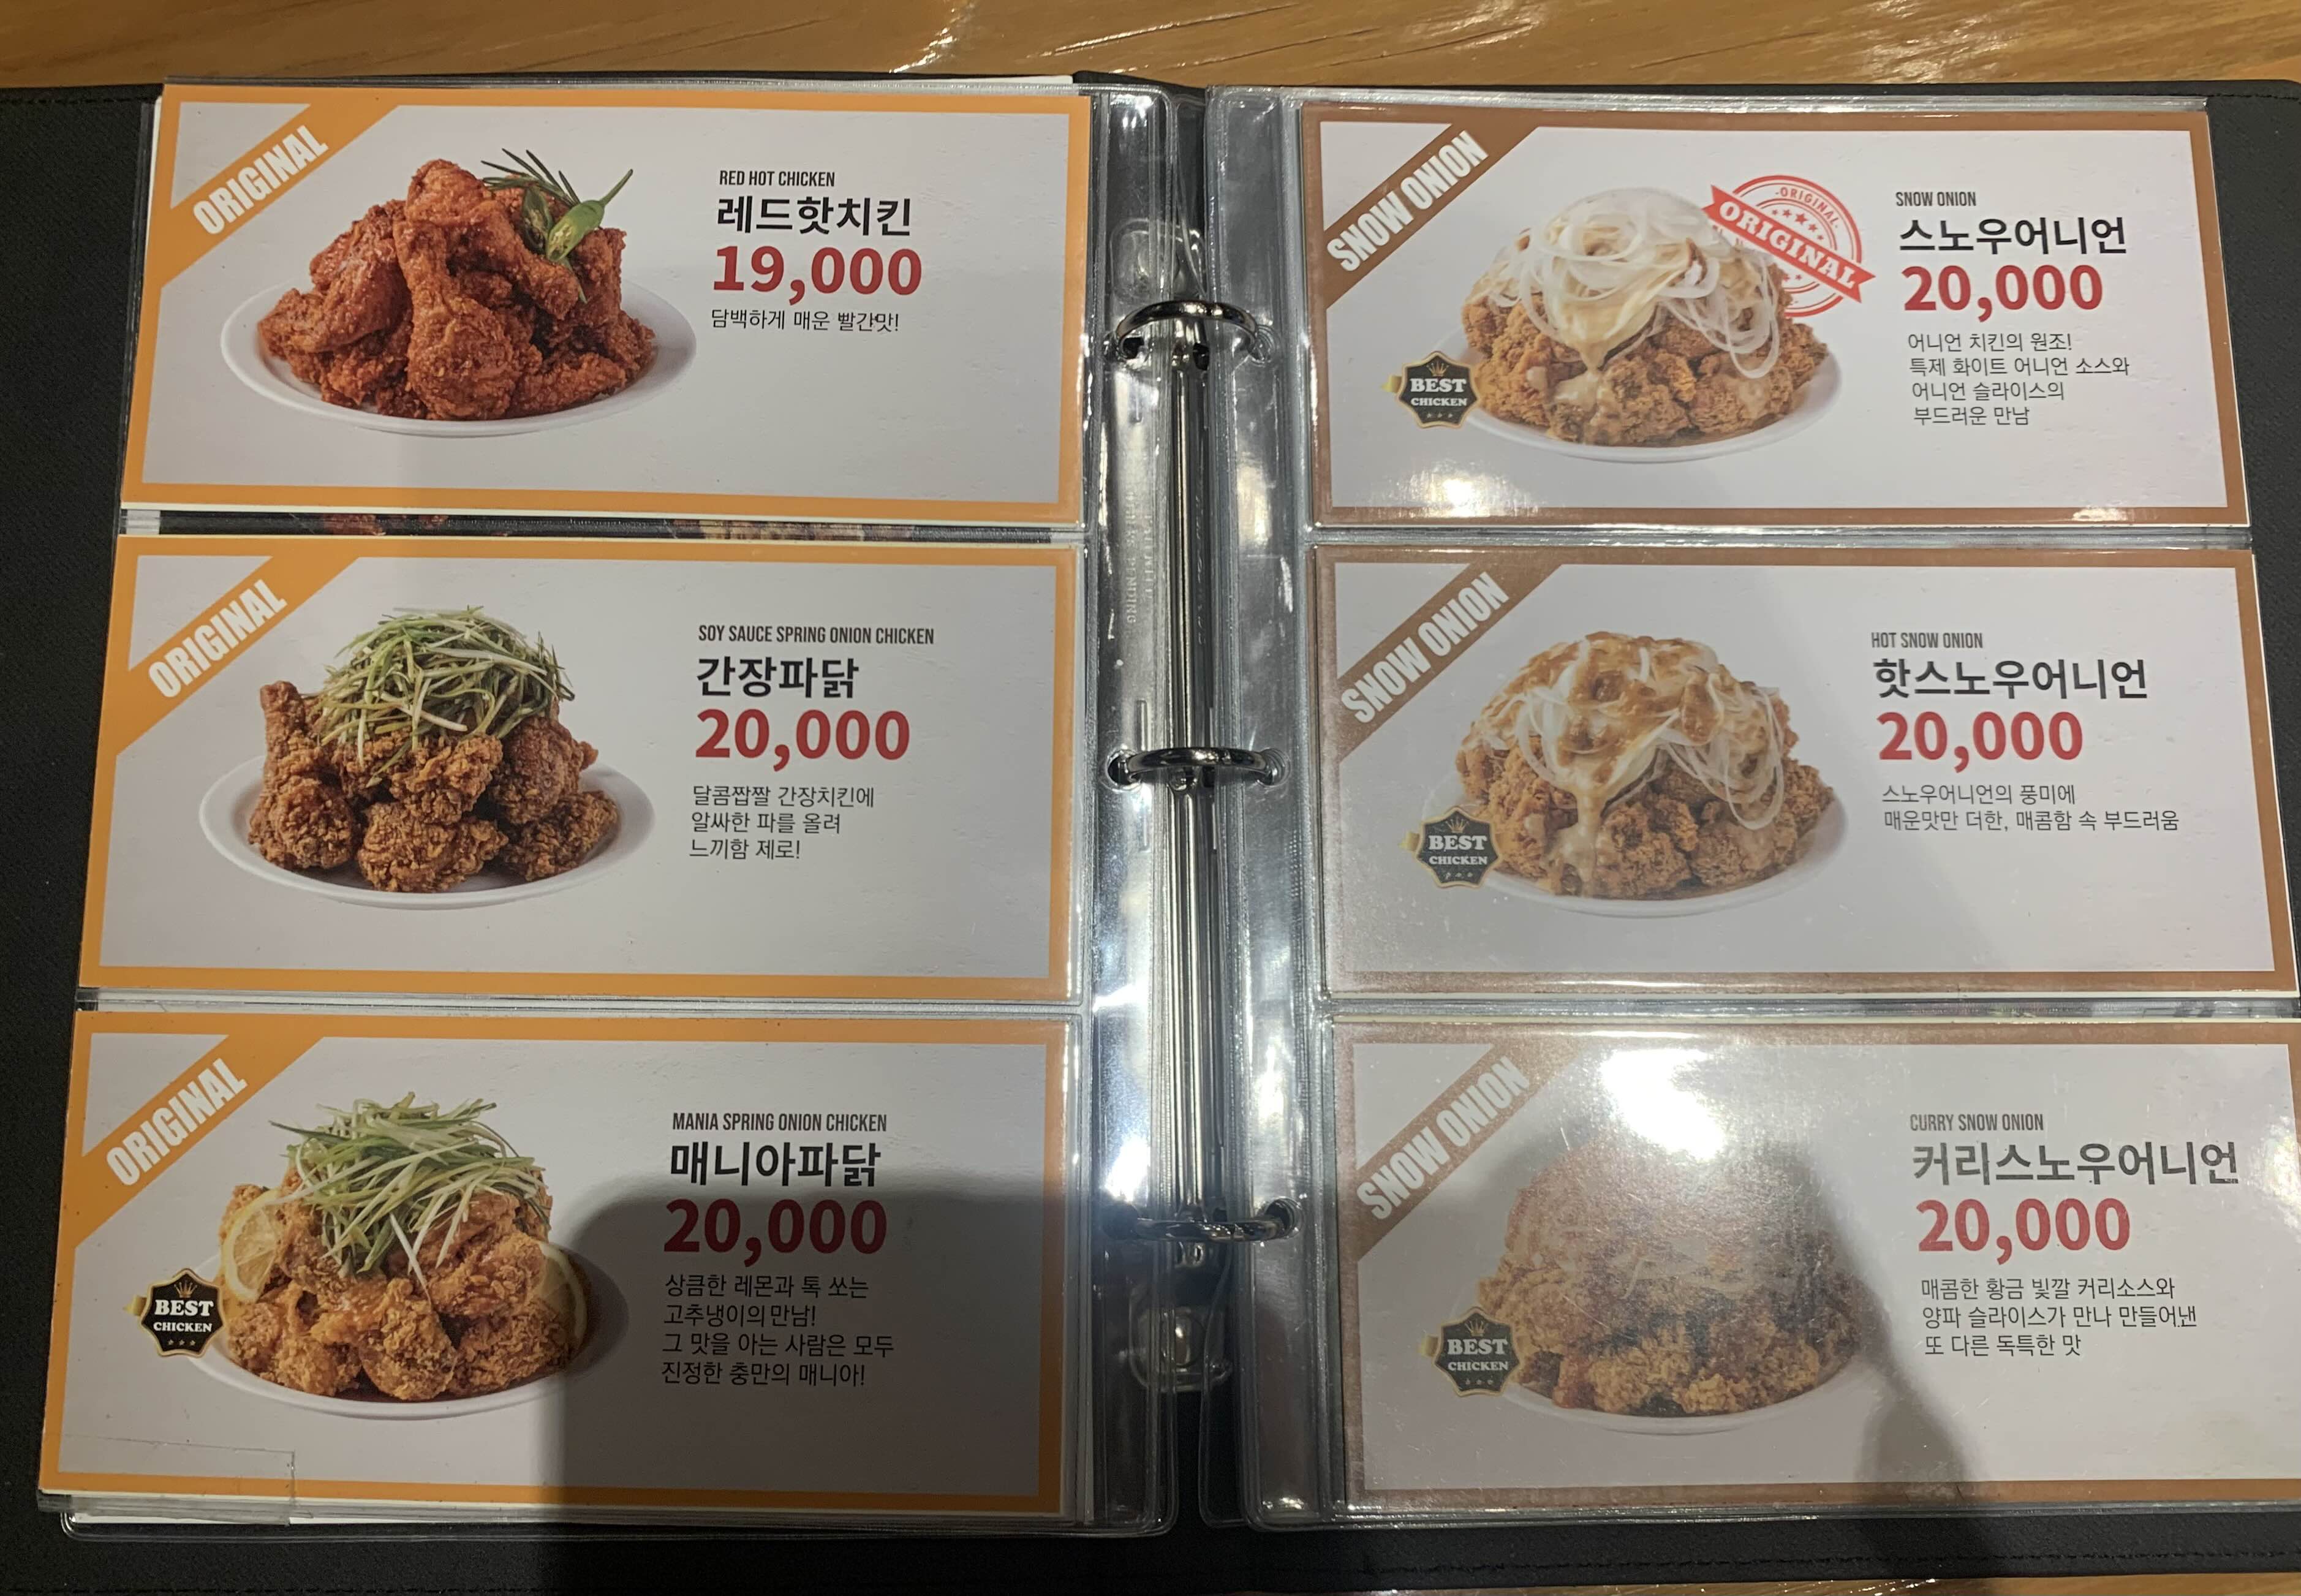 ORIGINAL
RED HOT CHICKEN
레드핫치킨
19,000
담백하게 매운 빨간맛!
ORIGINAL
SOY SAUCE SPRING ONION CHICKEN
간장파닭
20,000
달콤짭짤 간장치킨에
알싸한 파를 올려
느끼함 제로!
ORIGINAL
BEST
CHICKEN
MANIA SPRING ONION CHICKEN
매니아파닭
20,000
상큼한 레몬과 톡 쏘는
고추냉이의 만남!
그 맛을 아는 사람은 모두
진정한 충만의 매니아!
SNOW ONION
BEST
CHICKEN
ORIGINAL
ORIGINAL
SNOW ONION
스노우어니언
20,000
어니언 치킨의 원조!
특제 화이트 어니언 소스와
어니언 슬라이스의
부드러운 만남
SNOW ONION
BEST
CHICKEN
HOT SNOW ONION
핫스노우어니언
20,000
스노우어니언의 풍미에
매운맛만 더한, 매콤함 속 부드러움
SNOW ONION
BEST
CHICKEN
CURRY SNOW ONION
커리스노우어니언
20,000
매콤한 황금 빛깔 커리소스와
양파 슬라이스가 만나 만들어낸
또 다른 독특한 맛